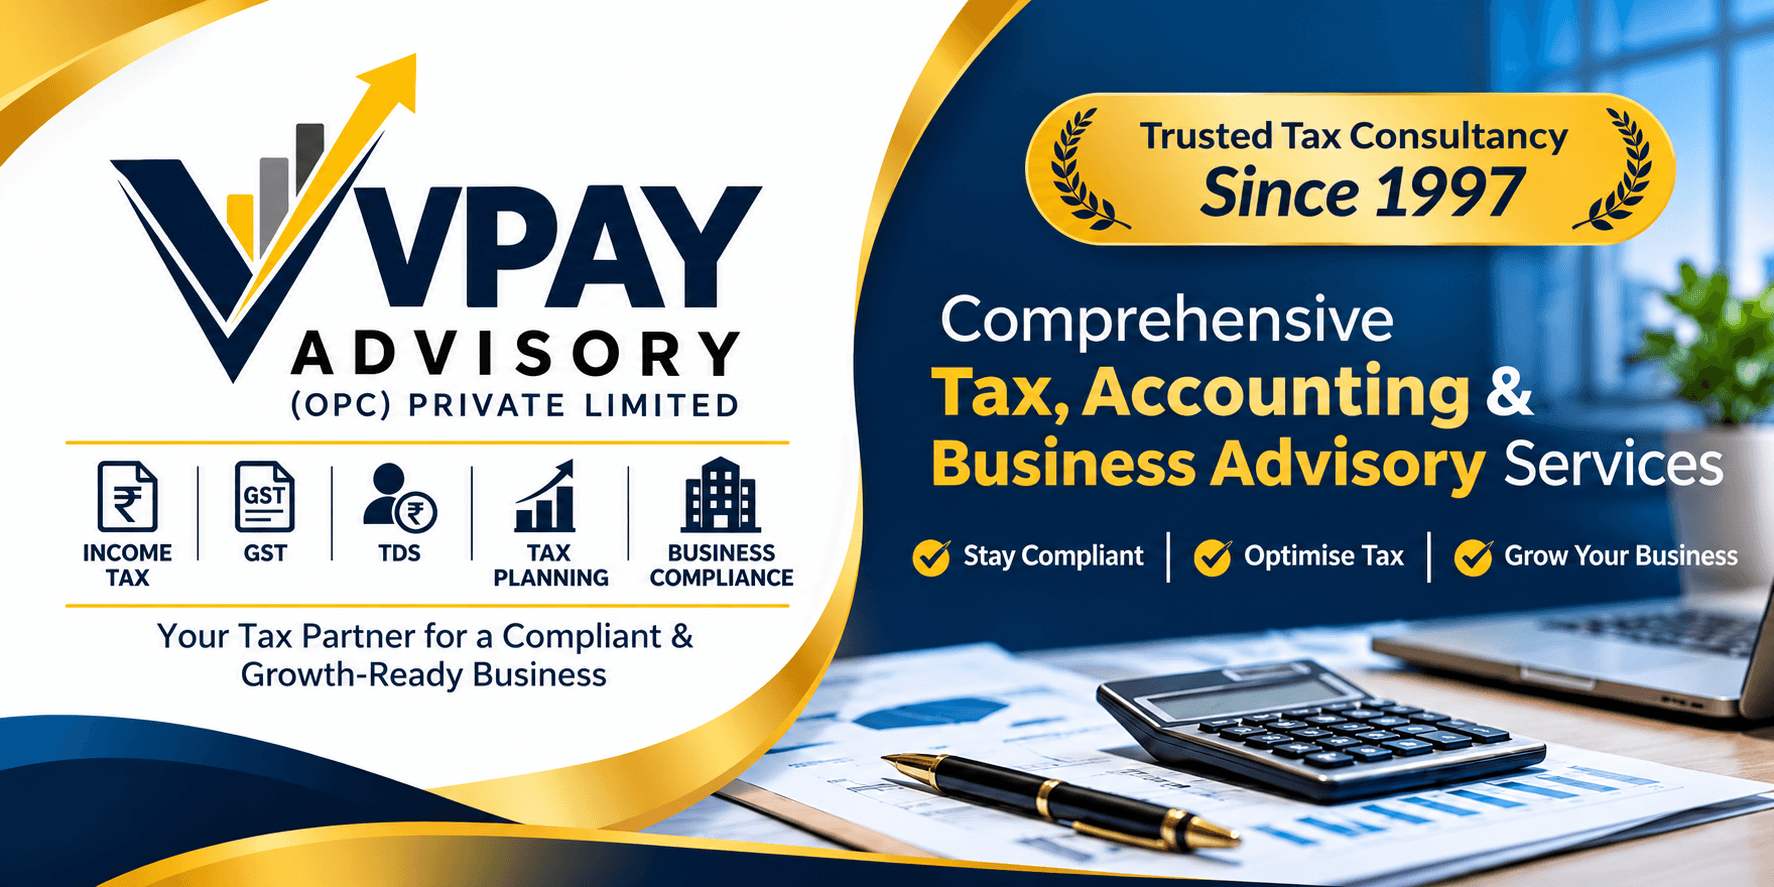 VPAY
ADVISORY
(OPC) PRIVATE LIMITED
₹
INCOME
TAX
GST
GST
₹
TDS
TAX
PLANNING
BUSINESS
COMPLIANCE
Your Tax Partner for a Compliant &
Growth-Ready Business
Trusted Tax Consultancy
Since 1997
Comprehensive
Tax, Accounting &
Business Advisory Services
Stay Compliant
Optimise Tax
Grow Your Business